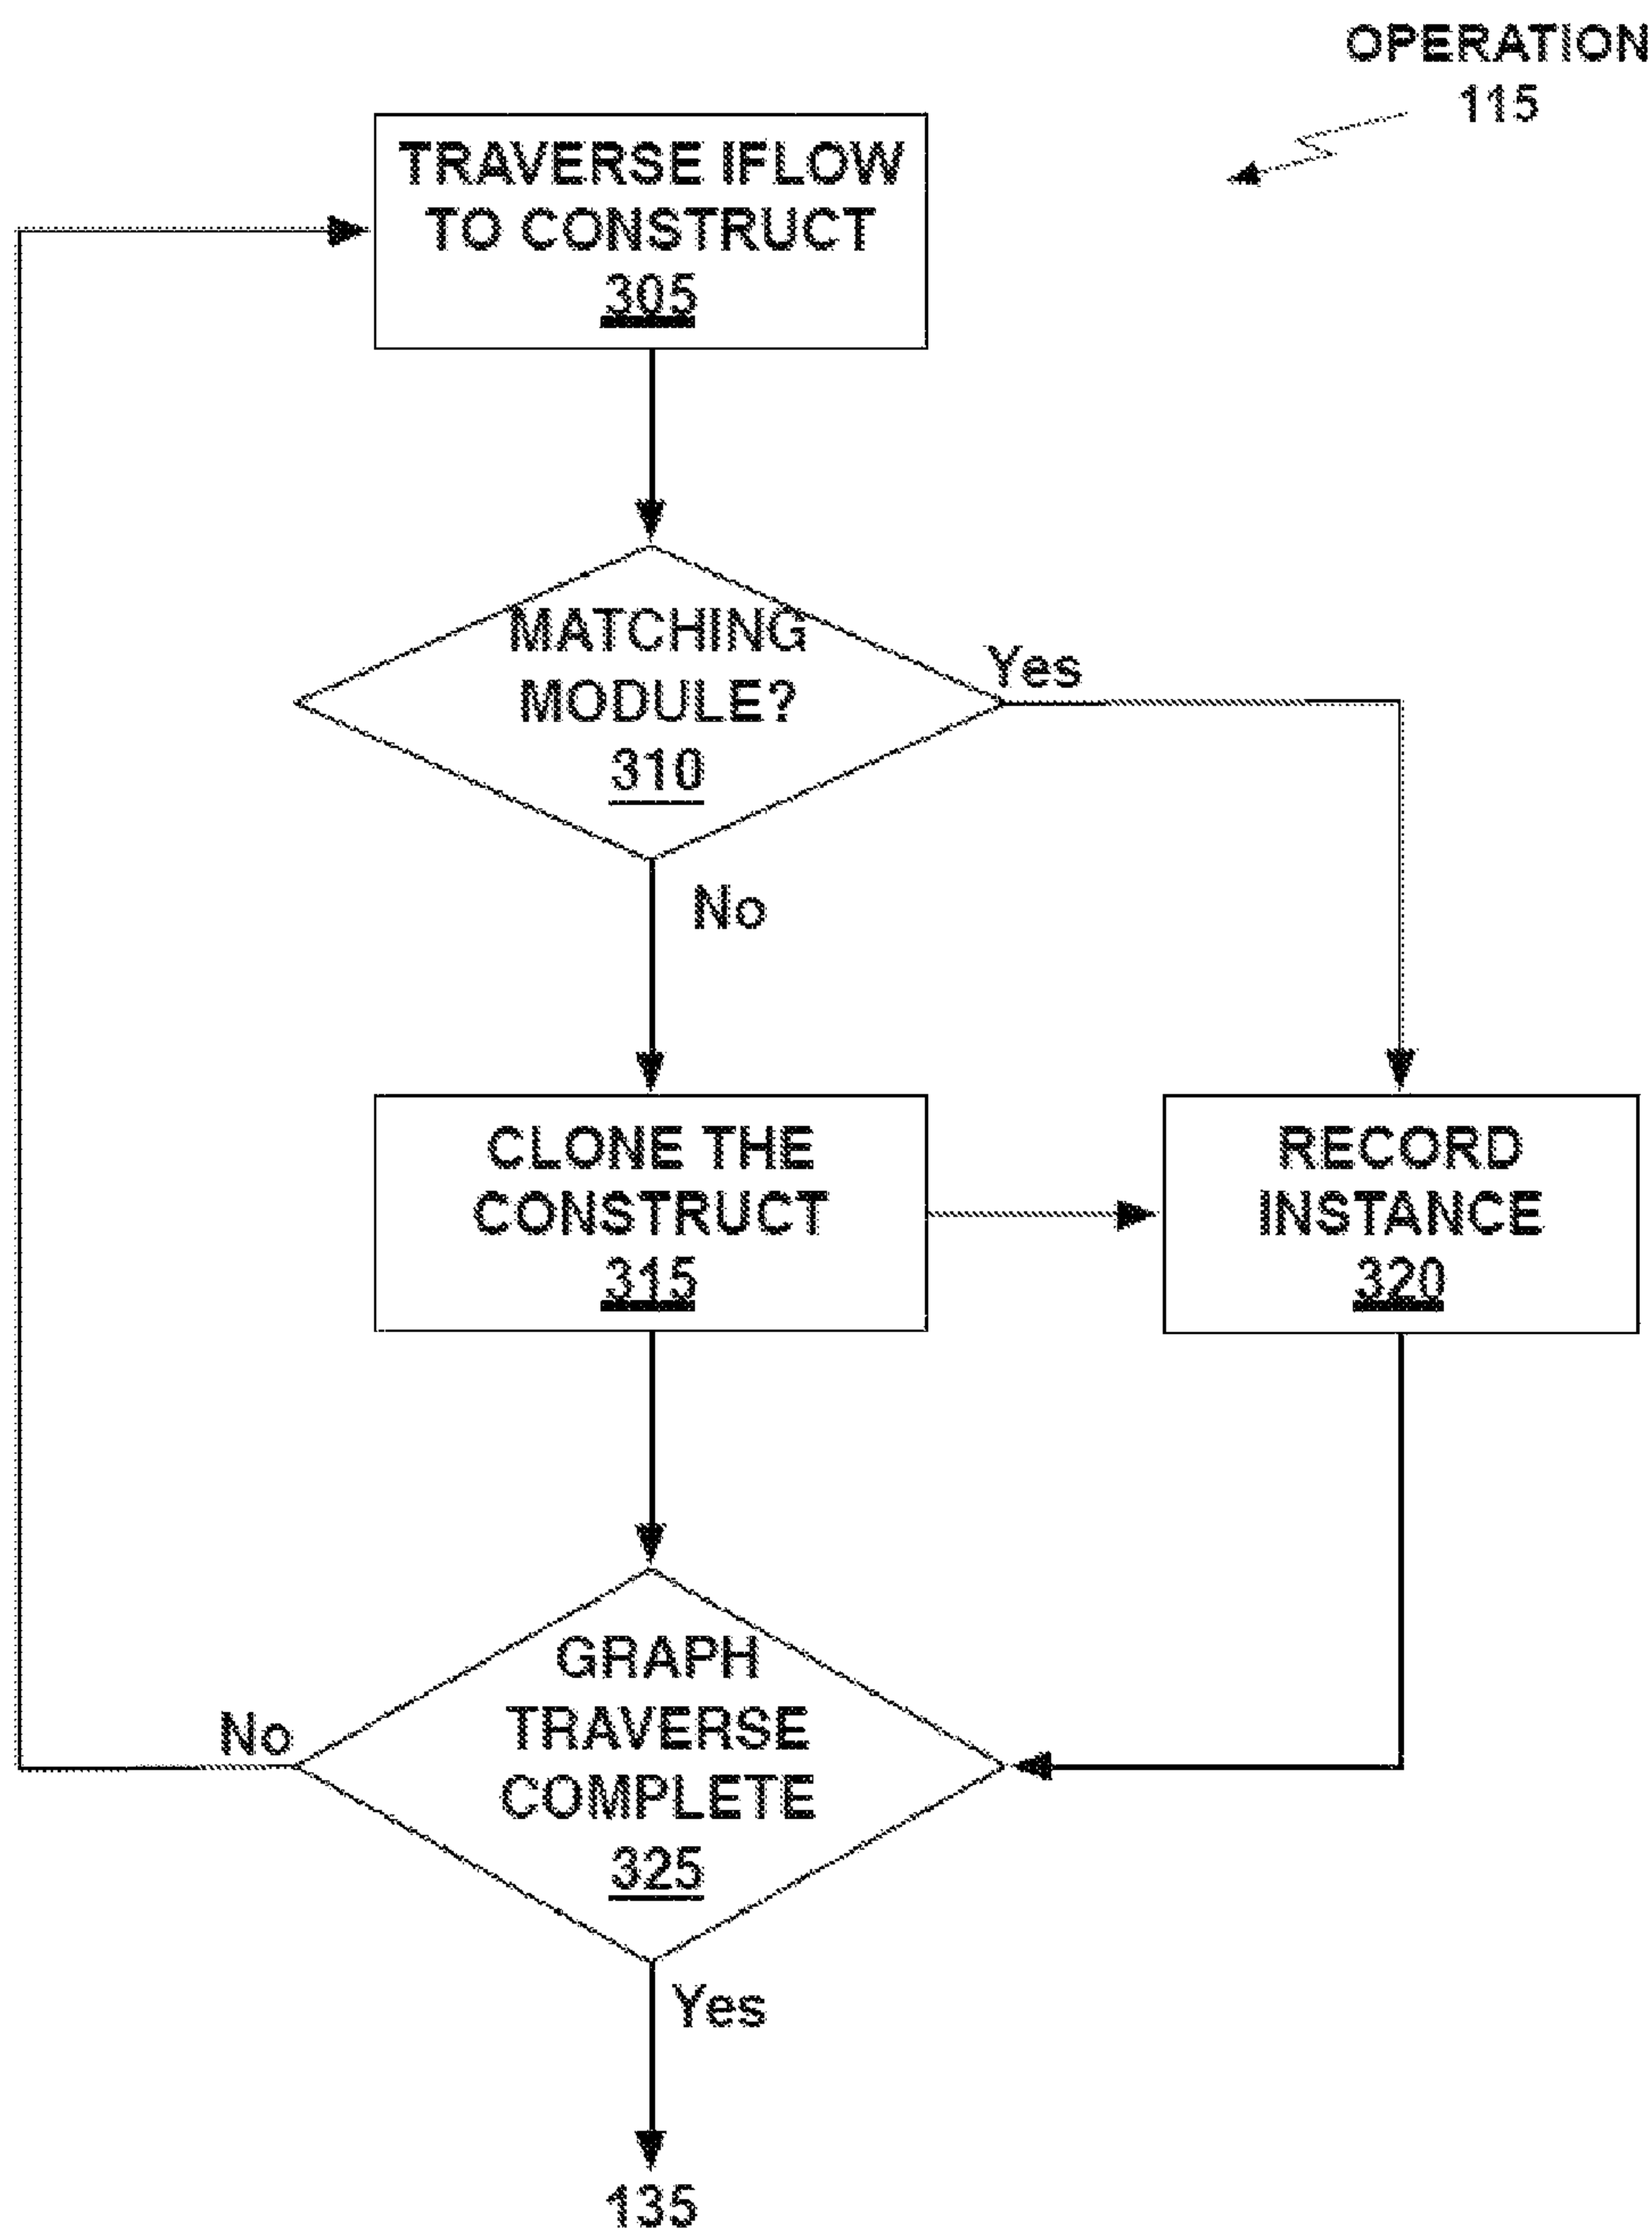 OPERATION
115
TRAVERSE IFLOW
TO CONSTRUCT
305
MATCHING
MODULE?
310
Yes
No
CLONE THE
CONSTRUCT
315
RECORD
INSTANCE
320
GRAPH
TRAVERSE
COMPLETE
325
No
Yes
135